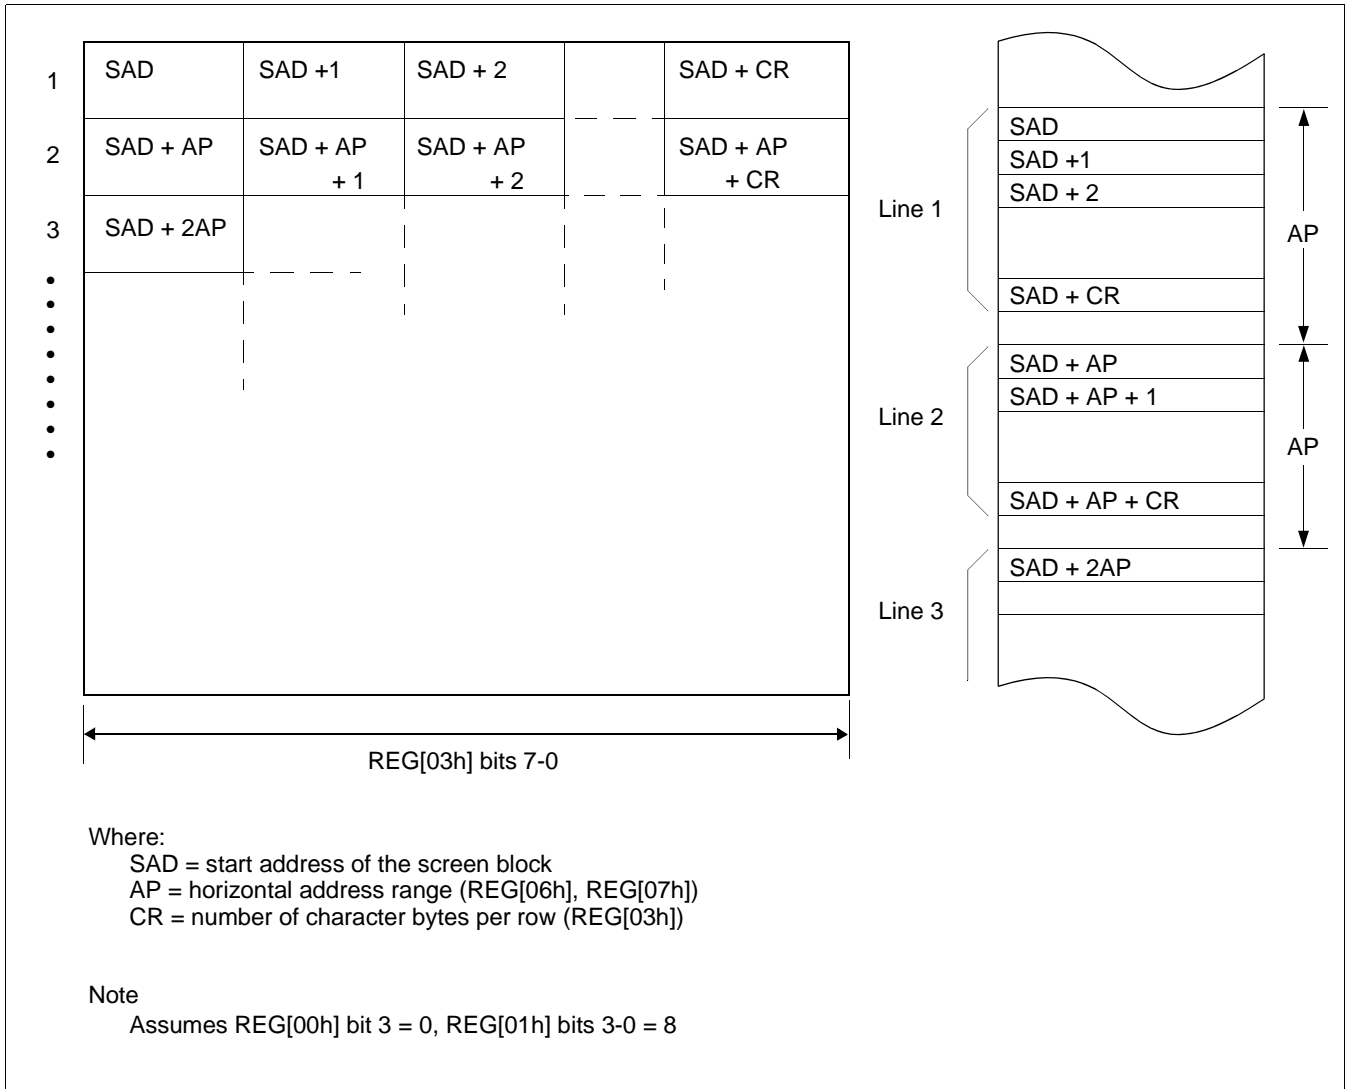 1 SAD SAD +1 SAD + 2 SAD + CR
2 SAD + AP SAD + AP + 1 SAD + AP + 2 SAD + AP + CR
3 SAD + 2AP
REG[03h] bits 7-0
Line 1
SAD
SAD +1
SAD + 2
SAD + CR
AP
Line 2
SAD + AP
SAD + AP + 1
SAD + AP + CR
AP
Line 3
SAD + 2AP
Where:
SAD = start address of the screen block
AP = horizontal address range (REG[06h], REG[07h])
CR = number of character bytes per row (REG[03h])
Note
Assumes REG[00h] bit 3 = 0, REG[01h] bits 3-0 = 8